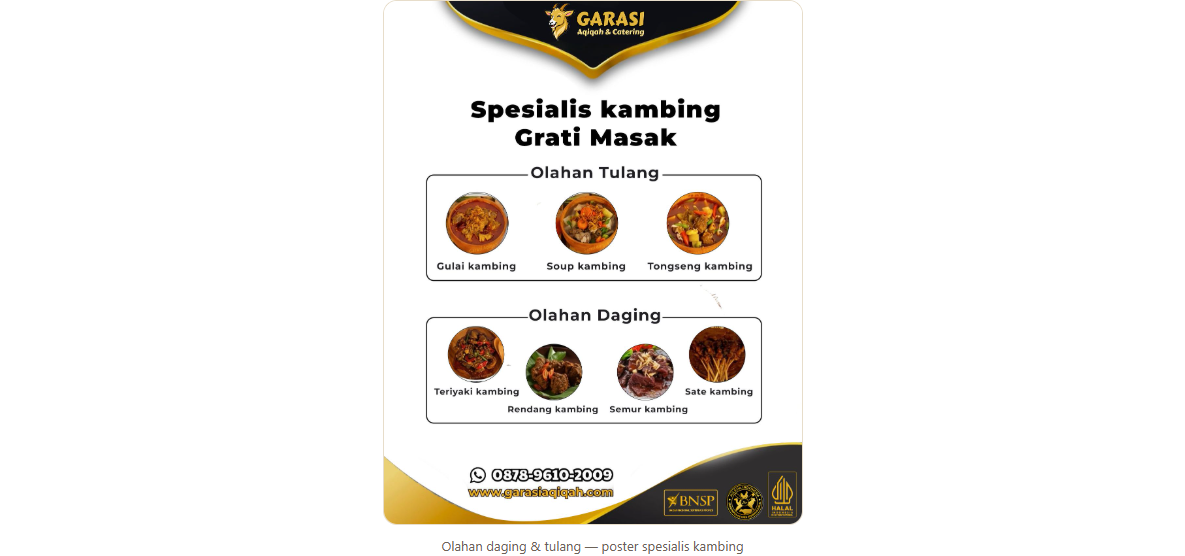 GARASI
Aqiqah & Catering
Spesialis kambing
Grati Masak
Olahan Tulang
Gulai kambing
Soup kambing
Tongseng kambing
Olahan Daging
Teriyaki kambing
Rendang kambing
Semur kambing
Sate kambing
0878-9610-2009
www.garasiaqiqah.com
BNSP
HALAL
INDONESIA
Olahan daging & tulang — poster spesialis kambing